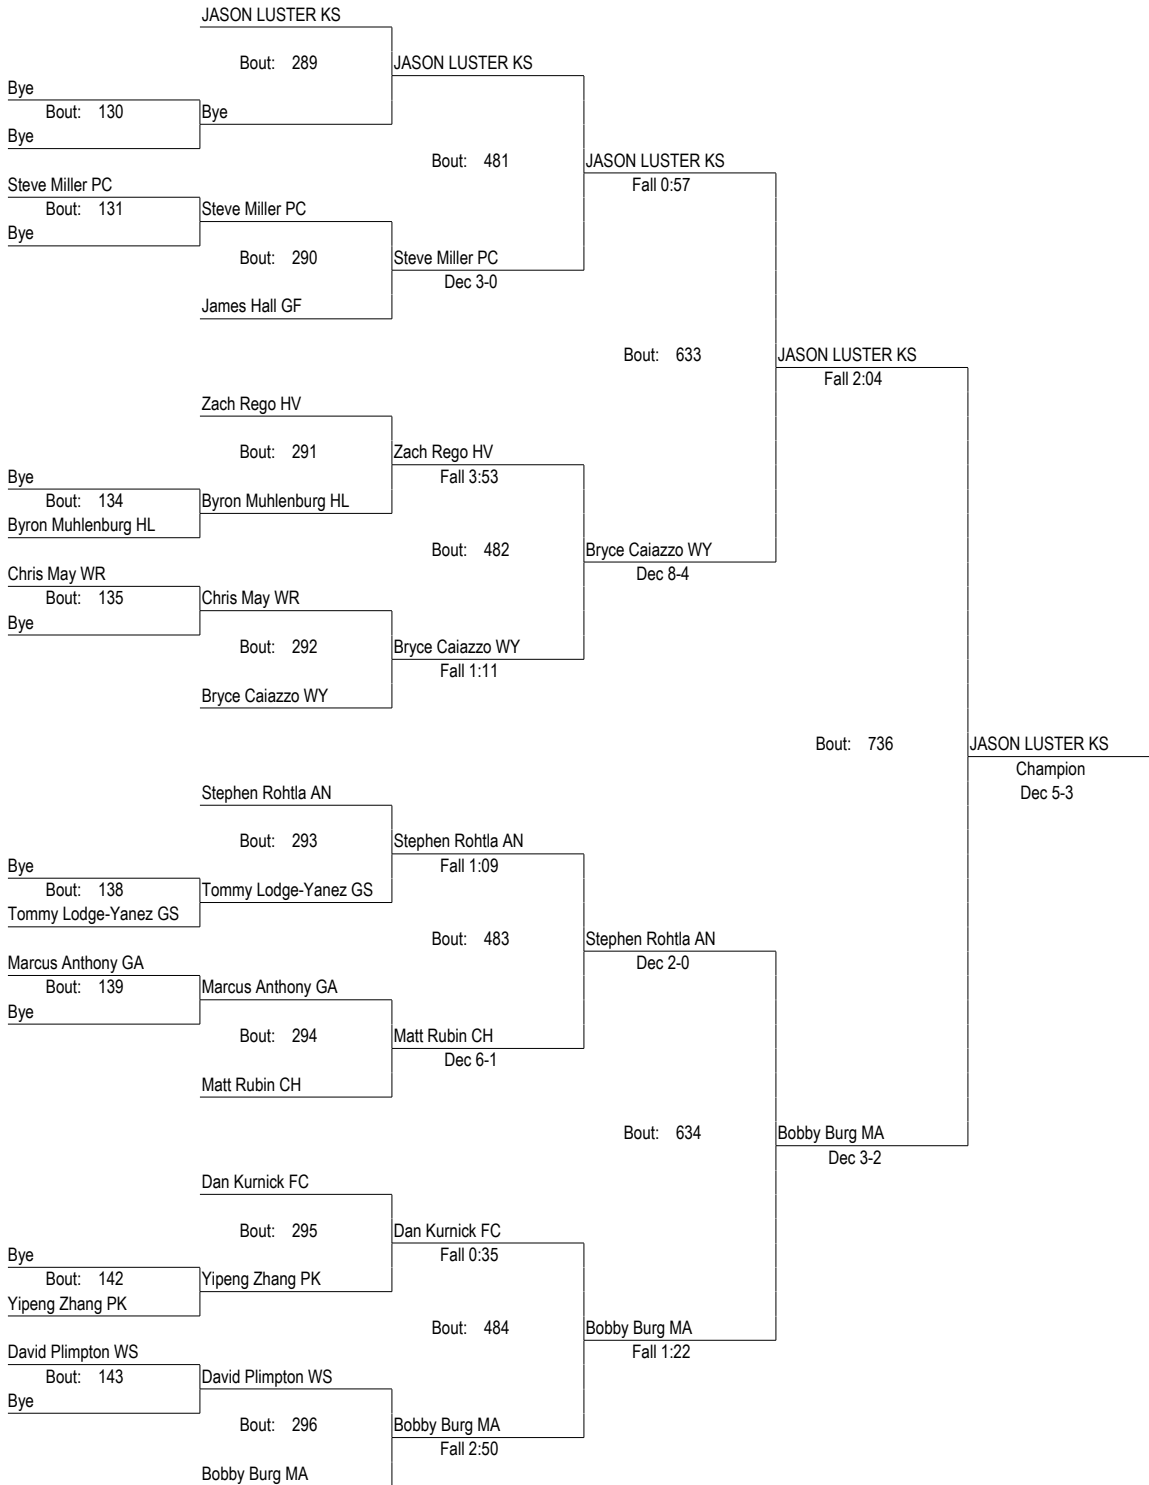 JASON LUSTER KS
Bout: 289
JASON LUSTER KS
Bye
Bout: 130
Bye
Bye
Bout: 481
JASON LUSTER KS
Fall 0:57
Steve Miller PC
Bout: 131
Steve Miller PC
Bye
Bout: 290
Steve Miller PC
Dec 3-0
James Hall GF
Bout: 633
JASON LUSTER KS
Fall 2:04
Zach Rego HV
Bout: 291
Zach Rego HV
Fall 3:53
Bye
Bout: 134
Byron Muhlenburg HL
Byron Muhlenburg HL
Bout: 482
Bryce Caiazzo WY
Dec 8-4
Chris May WR
Bout: 135
Chris May WR
Bye
Bout: 292
Bryce Caiazzo WY
Fall 1:11
Bryce Caiazzo WY
Bout: 736
JASON LUSTER KS
Champion
Dec 5-3
Stephen Rohtla AN
Bout: 293
Stephen Rohtla AN
Fall 1:09
Bye
Bout: 138
Tommy Lodge-Yanez GS
Tommy Lodge-Yanez GS
Bout: 483
Stephen Rohtla AN
Dec 2-0
Marcus Anthony GA
Bout: 139
Marcus Anthony GA
Bye
Bout: 294
Matt Rubin CH
Dec 6-1
Matt Rubin CH
Bout: 634
Bobby Burg MA
Dec 3-2
Dan Kurnick FC
Bout: 295
Dan Kurnick FC
Fall 0:35
Bye
Bout: 142
Yipeng Zhang PK
Yipeng Zhang PK
Bout: 484
Bobby Burg MA
Fall 1:22
David Plimpton WS
Bout: 143
David Plimpton WS
Bye
Bout: 296
Bobby Burg MA
Fall 2:50
Bobby Burg MA